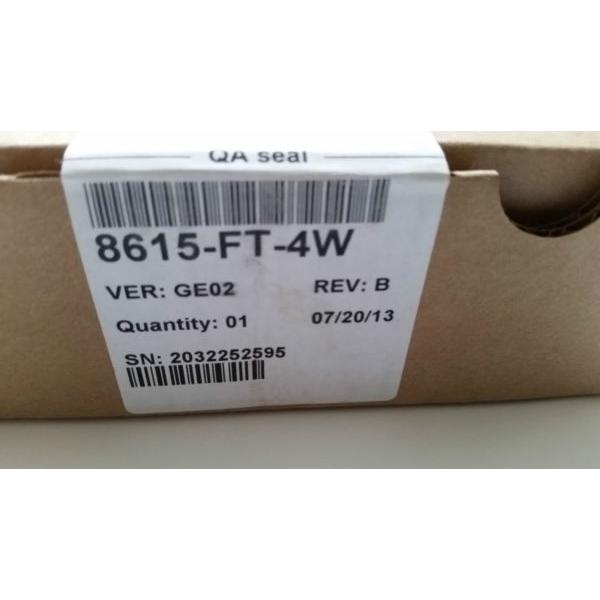 QA seal
8615-FT-4W
VER: GE02 REV: B
Quantity: 01 07/20/13
SN: 2032252595